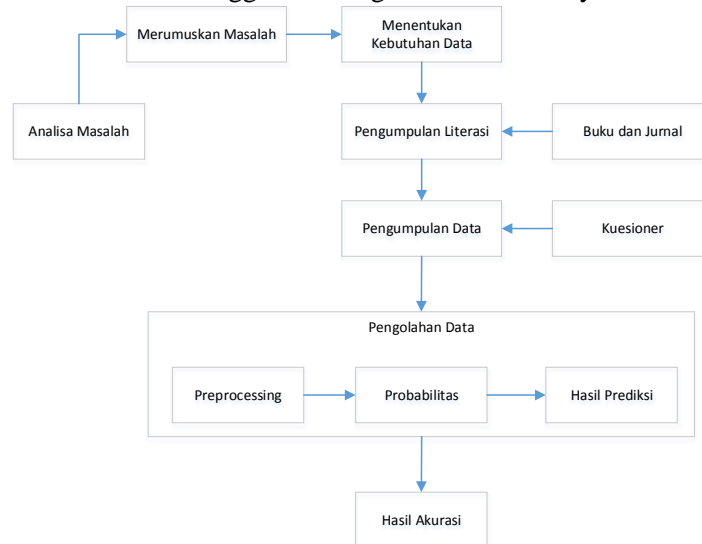 Merumuskan Masalah
Menentukan
Kebutuhan Data
Analisa Masalah
Pengumpulan Literasi
Buku dan Jurnal
Pengumpulan Data
Kuesioner
Pengolahan Data
Preprocessing
Probabilitas
Hasil Prediksi
Hasil Akurasi